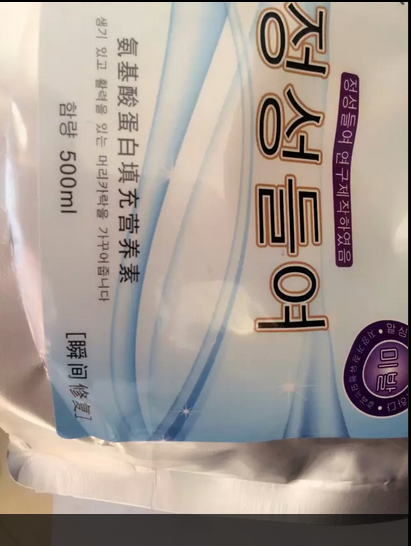 정성들여 연구제작하였음
정성들여
氨基酸蛋白填充营养素
생기 있고 활력을 있는 머리카락을 가꾸어줍니다
함량 500ml
[瞬间修复]
미발